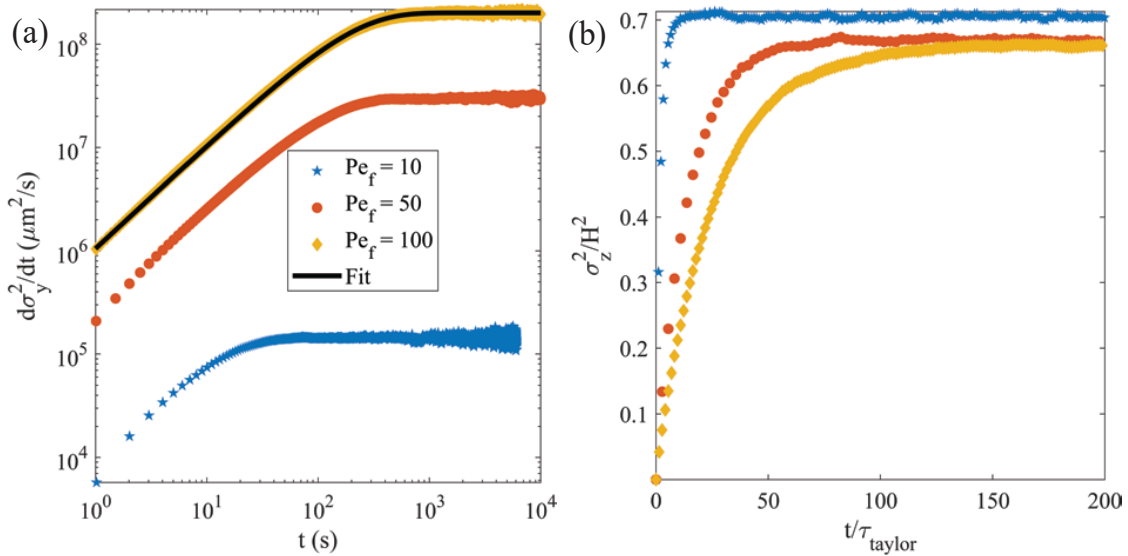 (a)
dσ_y^2/dt (μm^2/s)
10^8
10^7
10^6
10^5
10^4
Pe_f = 10
Pe_f = 50
Pe_f = 100
Fit
10^0 10^1 10^2 10^3 10^4
t (s)
(b)
σ_z^2/H^2
0.7
0.6
0.5
0.4
0.3
0.2
0.1
0 50 100 150 200
t/τ_taylor